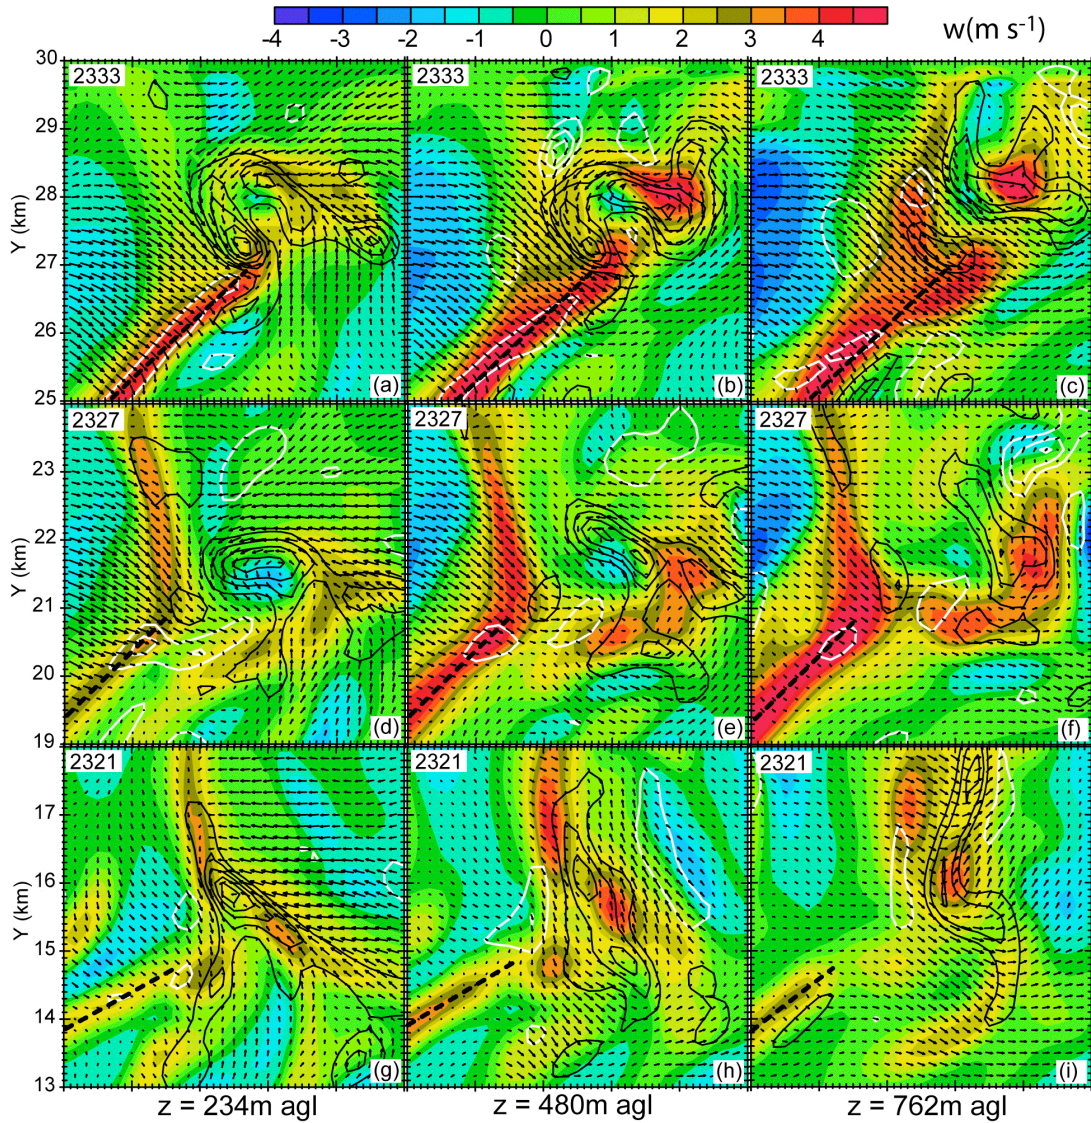 w(m s⁻¹)
-4 -3 -2 -1 0 1 2 3 4
2333 2333 2333
30
29
28
27
26
25
Y (km)
(a) (b) (c)
2327 2327 2327
23
22
21
20
19
Y (km)
(d) (e) (f)
2321 2321 2321
17
16
15
14
13
Y (km)
(g) (h) (i)
z = 234m agl z = 480m agl z = 762m agl